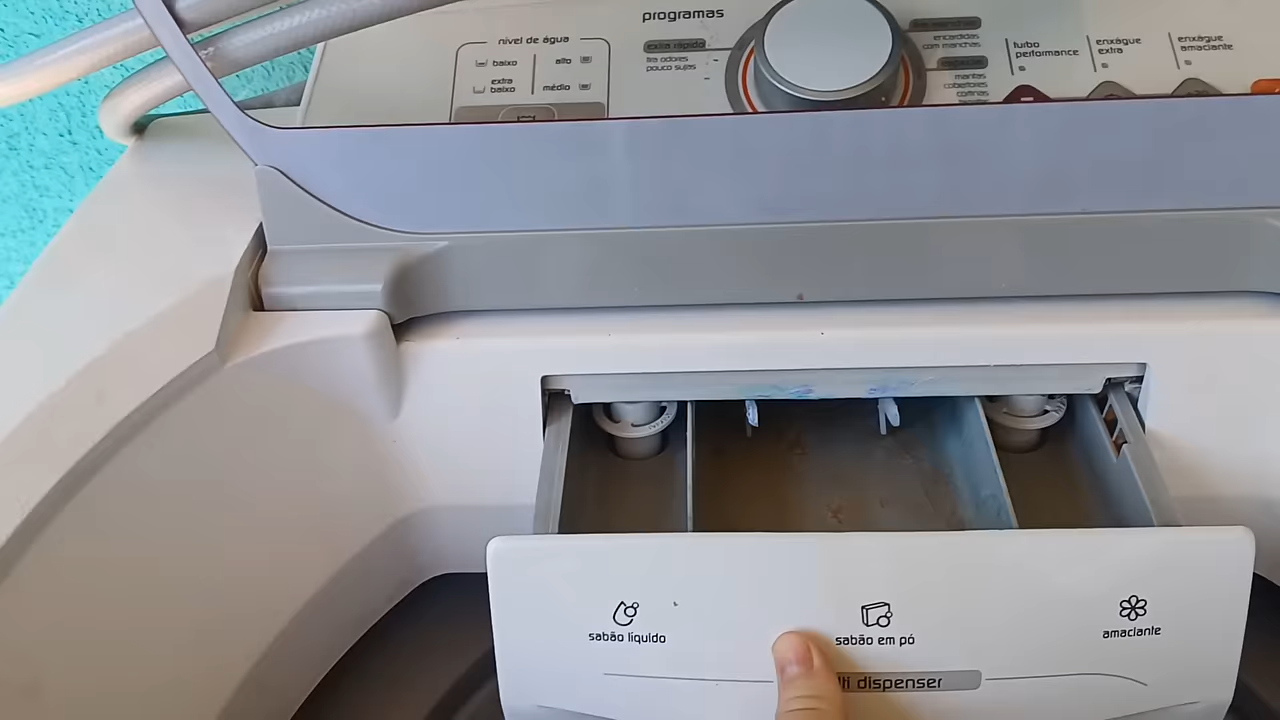 programas
nível de água
baixo
alto
extra
baixo
médio
extra rápido
tira odores
pouco sujas
encardidas
com manchas
mantas
cobertores
cortinas
turbo
performance
enxágue
extra
enxágue
amaciante
sabão líquido
sabão em pó
amaciante
lti dispenser